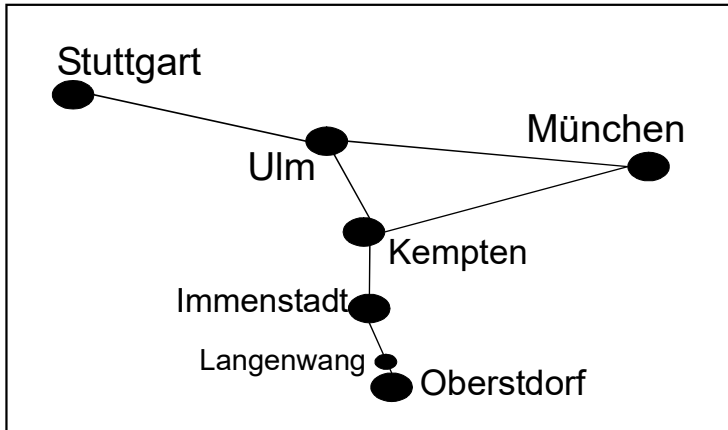 Stuttgart
München
Ulm
Kempten
Immenstadt
Langenwang
Oberstdorf